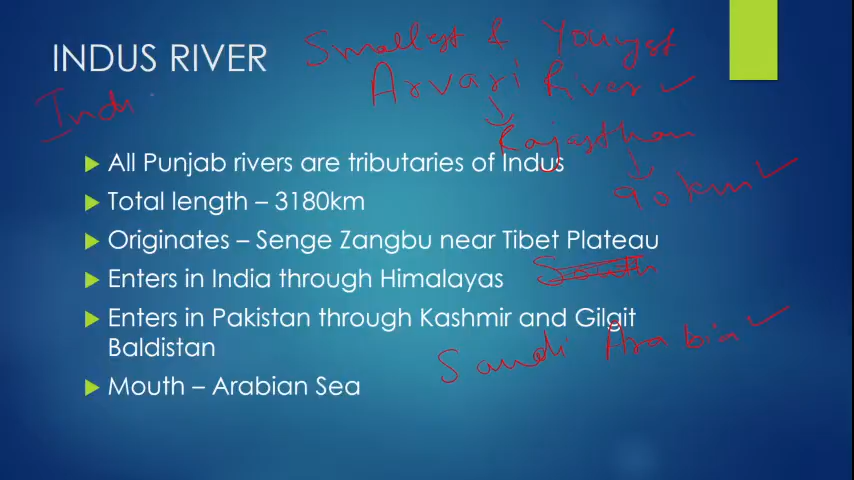 INDUS RIVER
Smallest & Youngst
Arvari River
Indi
Rajasthan
90 km
All Punjab rivers are tributaries of Indus
Total length – 3180km
Originates – Senge Zangbu near Tibet Plateau
South
Enters in India through Himalayas
Enters in Pakistan through Kashmir and Gilgit
Baldistan
Saudi Arabia
Mouth – Arabian Sea